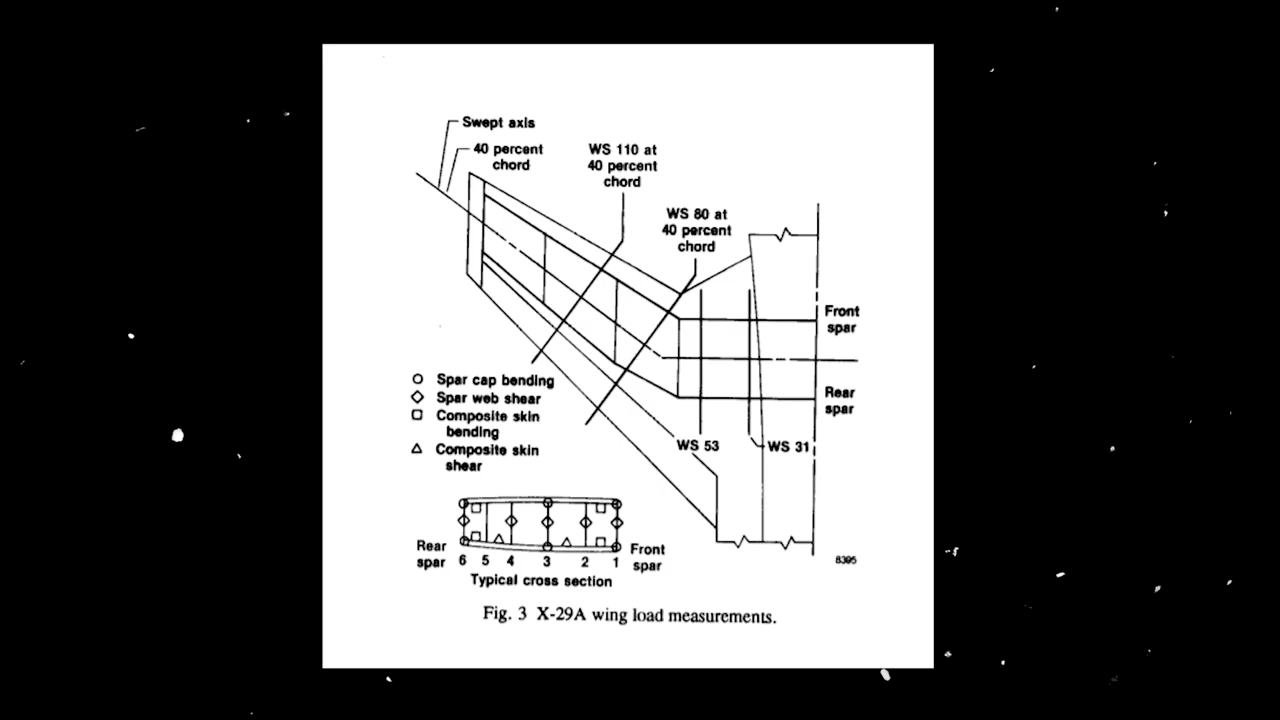 Swept axis
40 percent
chord
WS 110 at
40 percent
chord
WS 80 at
40 percent
chord
Front
spar
Rear
spar
WS 53
WS 31
Spar cap bending
Spar web shear
Composite skin
bending
Composite skin
shear
Rear
spar
6 5 4 3 2 1
Front
spar
Typical cross section
8395
Fig. 3 X-29A wing load measurements.